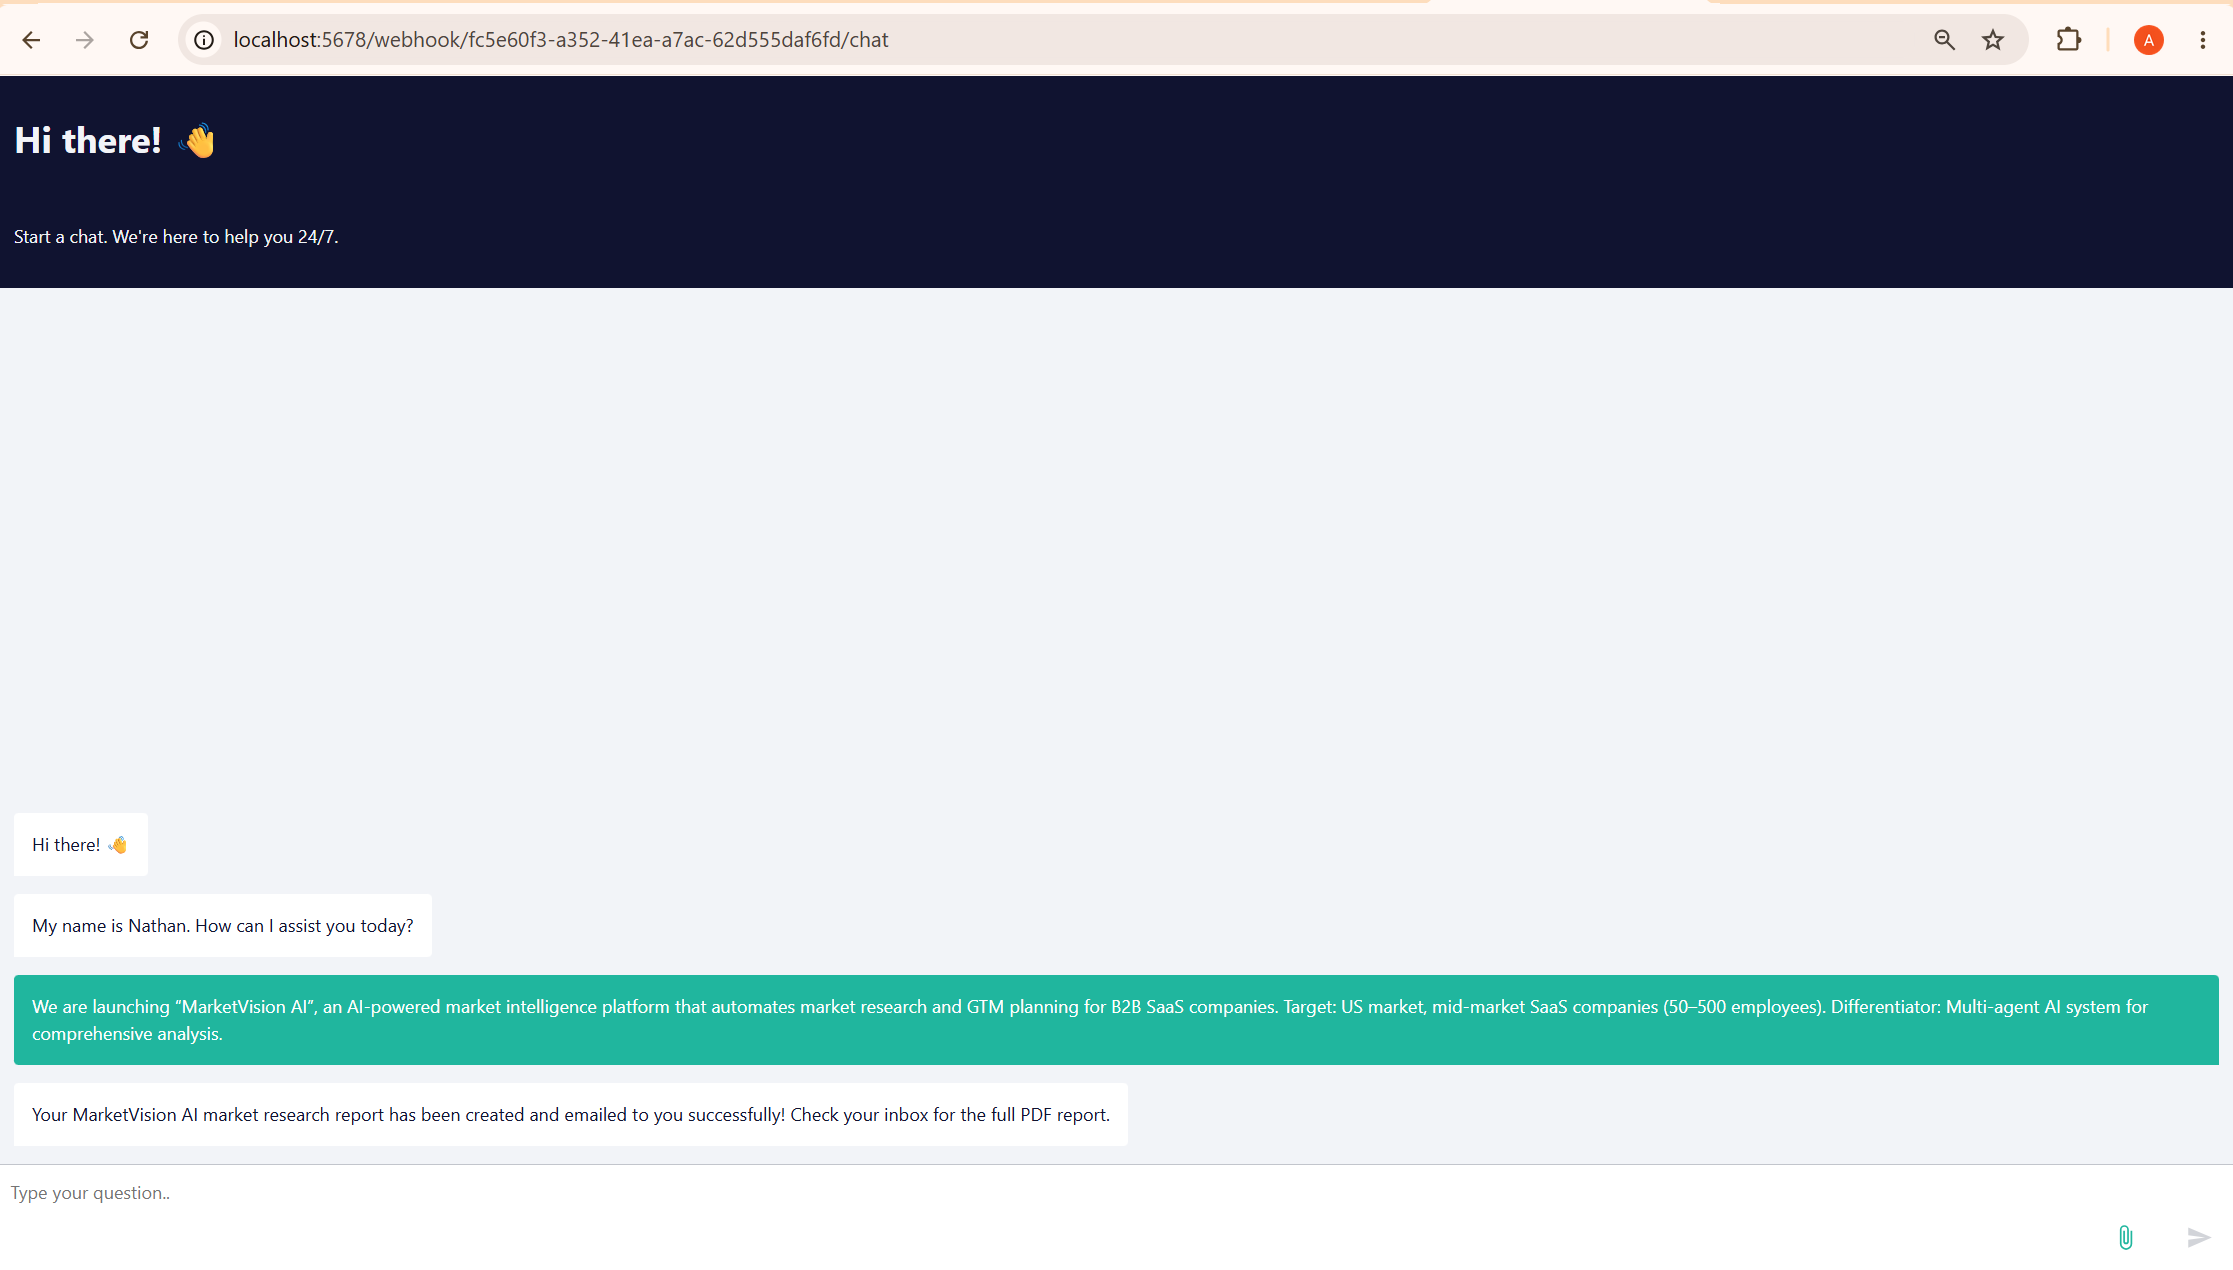 localhost:5678/webhook/fc5e60f3-a352-41ea-a7ac-62d555daf6fd/chat
A
Hi there! 👋
Start a chat. We're here to help you 24/7.
Hi there! 👋
My name is Nathan. How can I assist you today?
We are launching “MarketVision AI”, an AI-powered market intelligence platform that automates market research and GTM planning for B2B SaaS companies. Target: US market, mid-market SaaS companies (50–500 employees). Differentiator: Multi-agent AI system for
comprehensive analysis.
Your MarketVision AI market research report has been created and emailed to you successfully! Check your inbox for the full PDF report.
Type your question..